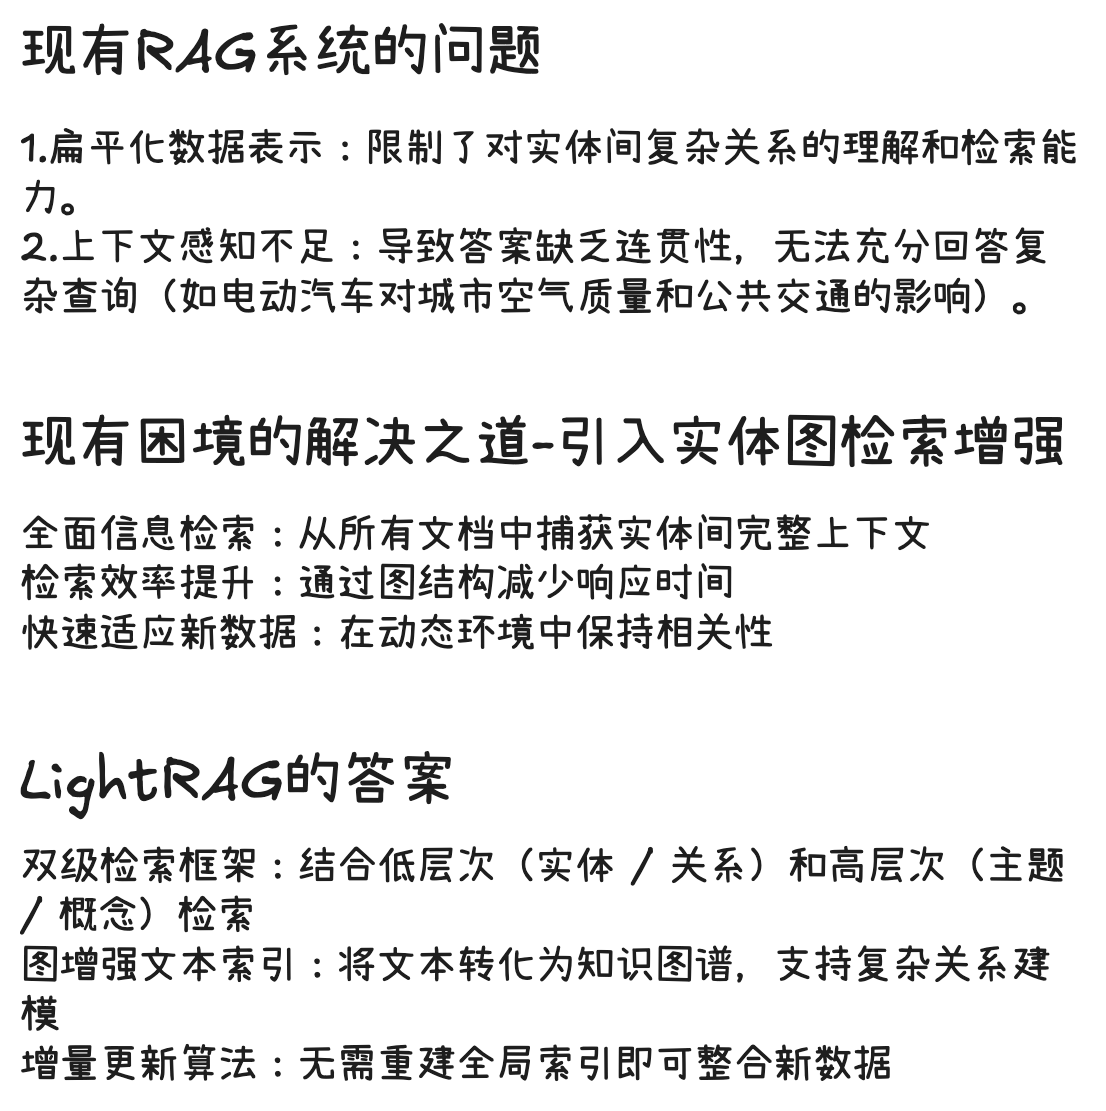 现有RAG系统的问题
1.扁平化数据表示：限制了对实体间复杂关系的理解和检索能
力。
2.上下文感知不足：导致答案缺乏连贯性，无法充分回答复
杂查询（如电动汽车对城市空气质量和公共交通的影响）。
现有困境的解决之道-引入实体图检索增强
全面信息检索：从所有文档中捕获实体间完整上下文
检索效率提升：通过图结构减少响应时间
快速适应新数据：在动态环境中保持相关性
LightRAG的答案
双级检索框架：结合低层次（实体 / 关系）和高层次（主题
/ 概念）检索
图增强文本索引：将文本转化为知识图谱，支持复杂关系建
模
增量更新算法：无需重建全局索引即可整合新数据